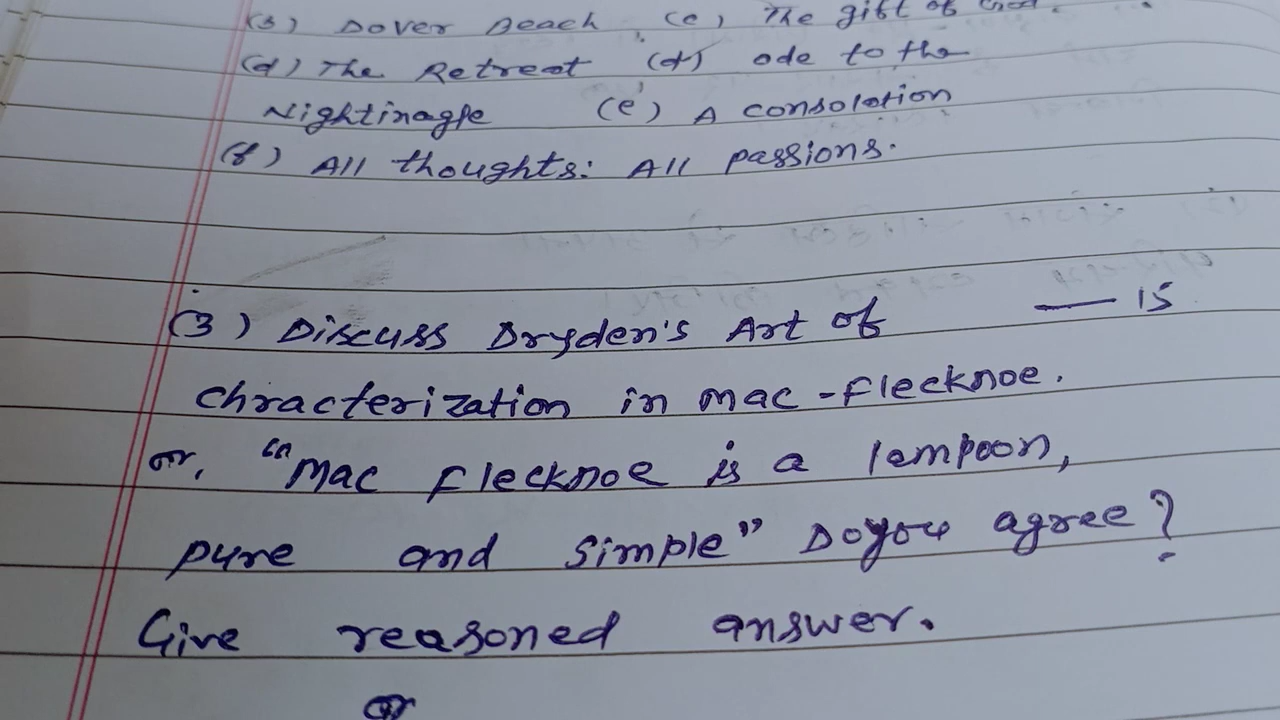 (b) Dover Beach, (c) The gift of
(d) The Retreat (d) ode to the
Nightinagle (e) A consolation
(f) All thoughts: All passions.
(3) Discuss Dryden's Art of — 15
Chracterization in mac-Flecknoe.
or, "Mac Flecknoe is a lampoon,
pure and simple" Do you agree?
Give reasoned answer.
or